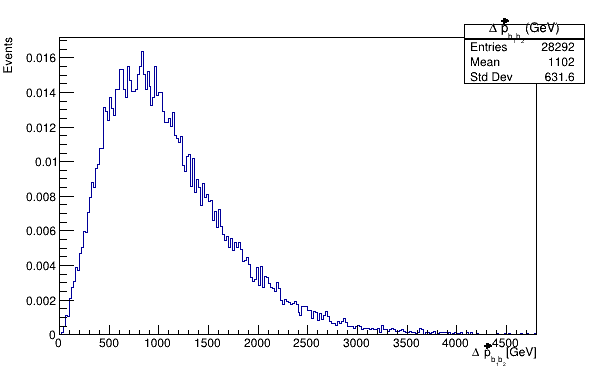 Δ p⃗b₁b₂ (GeV)
Entries 28292
Mean 1102
Std Dev 631.6
Events
0.016
0.014
0.012
0.01
0.008
0.006
0.004
0.002
0
0 500 1000 1500 2000 2500 3000 3500 4000 4500
Δ p⃗b₁b₂ [GeV]